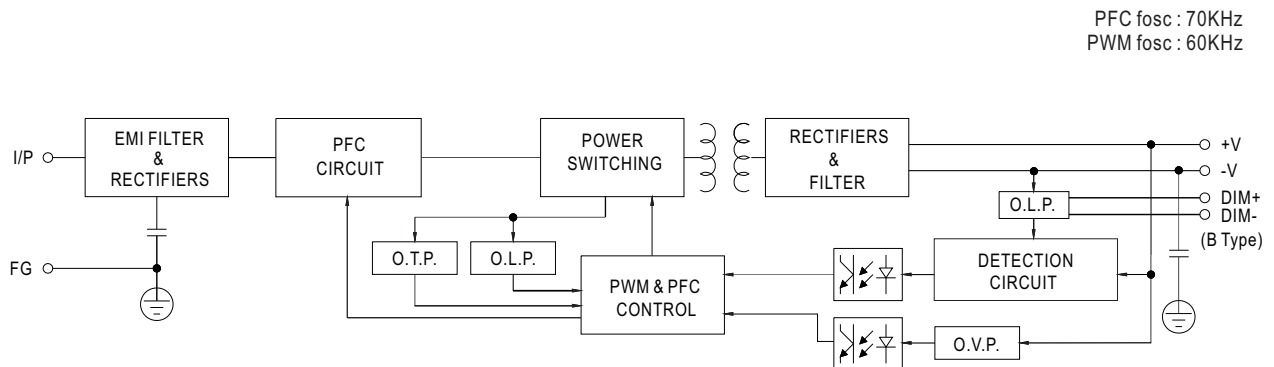 PFC fosc : 70KHz
PWM fosc : 60KHz
I/P
EMI FILTER
&
RECTIFIERS
PFC
CIRCUIT
POWER
SWITCHING
RECTIFIERS
&
FILTER
+V
-V
DIM+
DIM-
(B Type)
O.L.P.
FG
O.T.P.
O.L.P.
PWM & PFC
CONTROL
DETECTION
CIRCUIT
O.V.P.